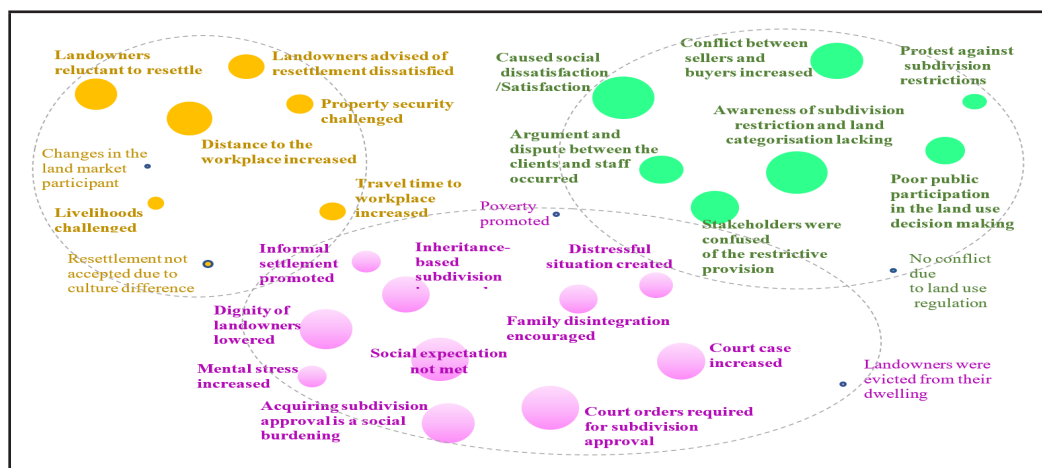 Landowners
reluctant to resettle
Landowners advised of
resettlement dissatisfied
Property security
challenged
Distance to the
workplace increased
Changes in the
land market
participant
Livelihoods
challenged
Travel time to
workplace
increased
Resettlement not
accepted due to
culture difference
Caused social
dissatisfaction
/Satisfaction
Conflict between
sellers and
buyers increased
Protest against
subdivision
restrictions
Awareness of subdivision
restriction and land
categorisation lacking
Argument and
dispute between
the clients and staff
occurred
Poor public
participation
in the land use
decision making
Stakeholders were
confused
of the restrictive
provision
No conflict
due
to land use
regulation
Poverty
promoted
Informal
settlement
promoted
Inheritance-
based
subdivision
Distressful
situation created
Dignity of
landowners
lowered
Family disintegration
encouraged
Social expectation
not met
Court case
increased
Mental stress
increased
Landowners were
evicted from their
dwelling
Acquiring subdivision
approval is a social
burdening
Court orders required
for subdivision
approval